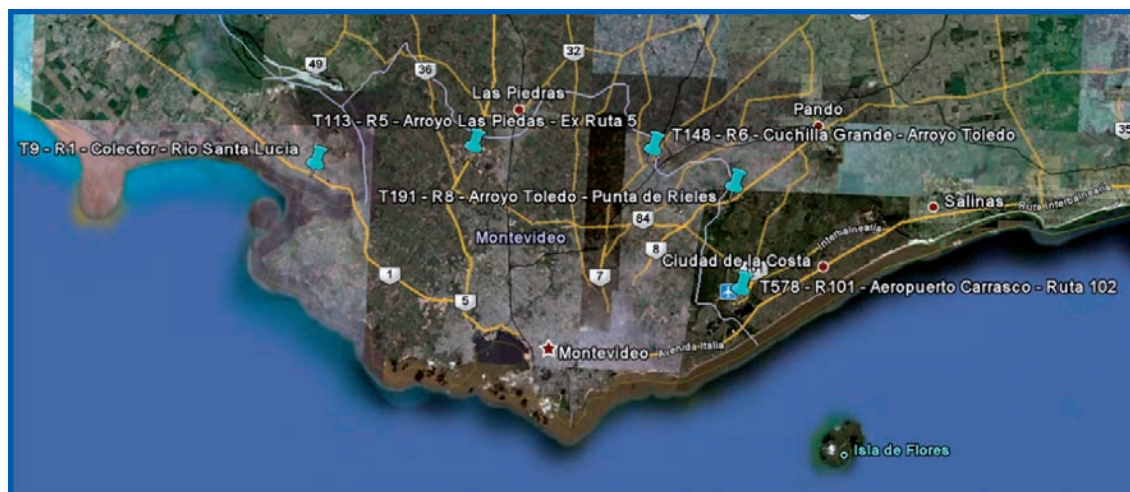 49
36
32
Las Piedras
Pando
T113 - R5 - Arroyo Las Piedas - Ex Ruta 5
T148 - R6 - Cuchilla Grande - Arroyo Toledo
35
T9 - R1 - Colector - Rio Santa Lucia
T191 - R8 - Arroyo Toledo - Punta de Rieles
Salinas
Ruta Interbalnearia
84
Montevideo
Interbalnearia
8
Ciudad de la Costa
1
7
5
T578 - R101 - Aeropuerto Carrasco - Ruta 102
Montevideo
Avenida Italia
Isla de Flores